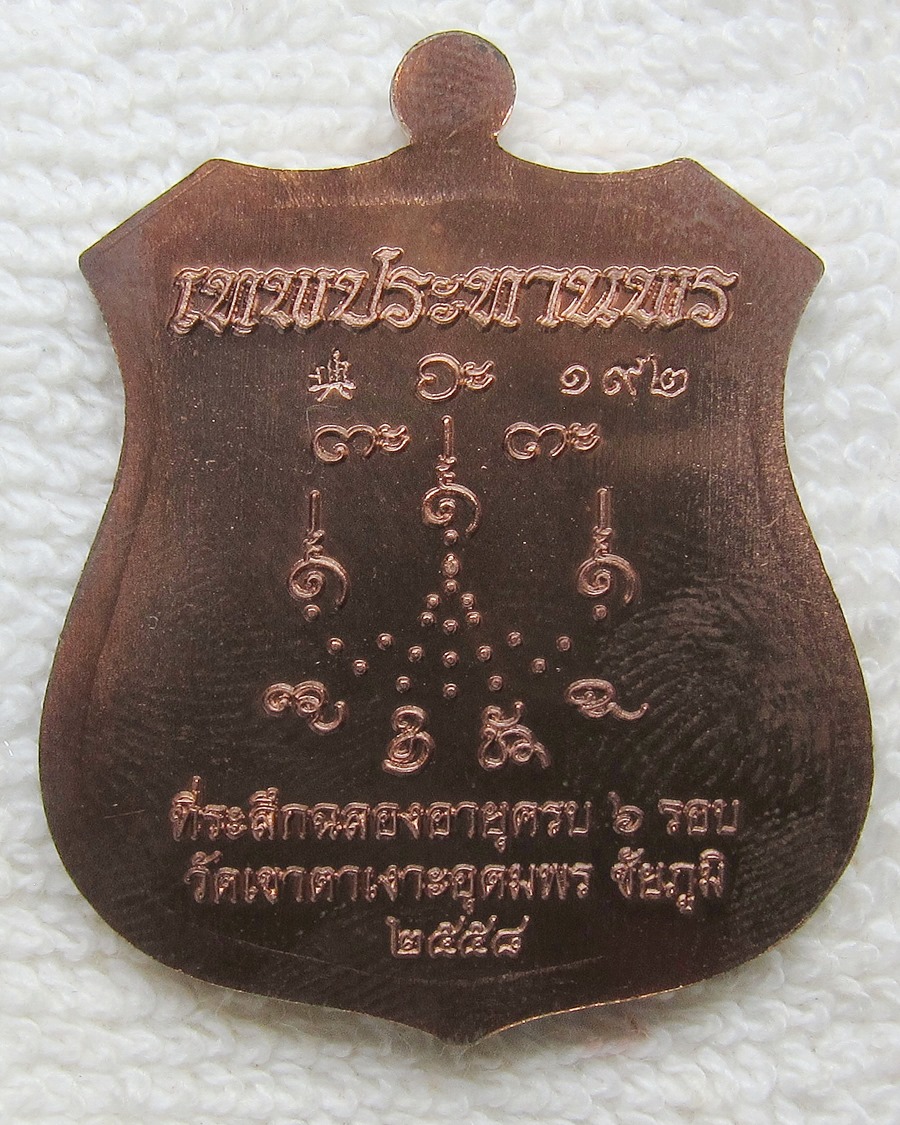 เทพประทานพร
๑๙๒
ที่ระลึกฉลองอายุครบ ๖ รอบ
วัดเขาตาเงาะอุดมพร ชัยภูมิ
๒๕๕๘